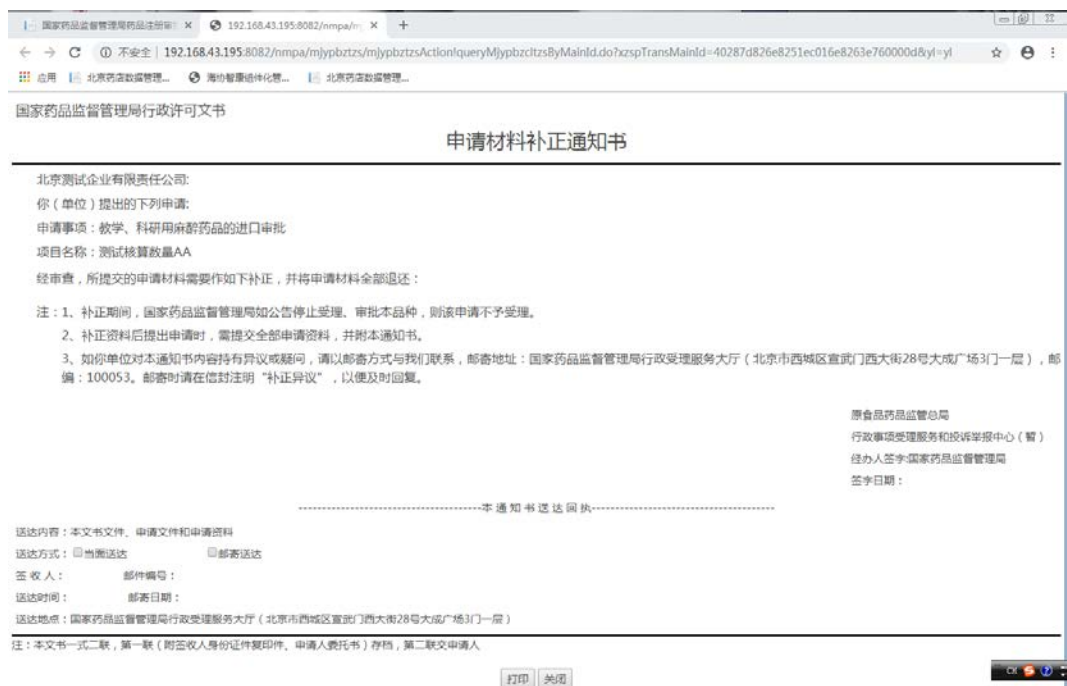 国家药品监督管理局药品注册
192.168.43.195:8082/nmpa/m
不安全 | 192.168.43.195:8082/nmpa/mjypbztzs/mjypbztzsAction!queryMjypbzcltzsByMainId.do?xzspTransMainId=40287d826e8251ec016e8263e760000d&yl=yl
应用 北京药店数据管理... 北京药店数据管理...
国家药品监督管理局行政许可文书
申请材料补正通知书
北京测试企业有限责任公司:
你（单位）提出的下列申请:
申请事项：教学、科研用麻醉药品的进口审批
项目名称：测试核算数量AA
经审查，所提交的申请材料需要作如下补正，并将申请材料全部退还：
注：1、补正期间，国家药品监督管理局如公告停止受理、审批本品种，则该申请不予受理。
2、补正资料后提出申请时，需提交全部申请资料，并附本通知书。
3、如你单位对本通知书内容持有异议或疑问，请以邮寄方式与我们联系，邮寄地址：国家药品监督管理局行政受理服务大厅（北京市西城区宣武门西大街28号大成广场3门一层），邮
编：100053。邮寄时请在信封注明“补正异议”，以便及时回复。
原食品药品监管总局
行政事项受理服务和投诉举报中心（暂）
经办人签字:国家药品监督管理局
签字日期：
本通知书送达回执
送达内容：本文书文件、申请文件和申请资料
送达方式： 当面送达 邮寄送达
签 收 人： 邮件编号：
送达时间： 邮寄日期：
送达地点：国家药品监督管理局行政受理服务大厅（北京市西城区宣武门西大街28号大成广场3门一层）
注：本文书一式二联，第一联（附签收人身份证件复印件、申请人委托书）存档，第二联交申请人
打印 关闭